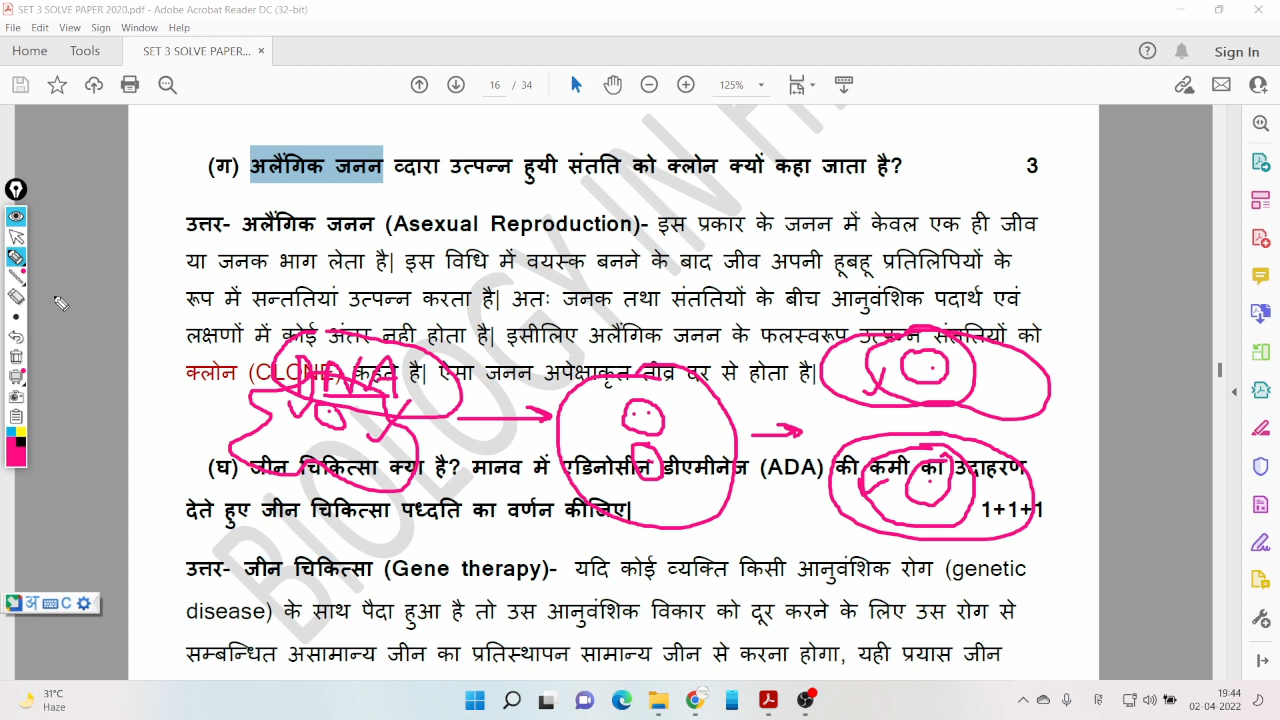 SET 3 SOLVE PAPER 2020.pdf - Adobe Acrobat Reader DC (32-bit)
File Edit View Sign Window Help
Home Tools SET 3 SOLVE PAPER... × Sign In
16 / 34 125%
(ग) अलैंगिक जनन व्दारा उत्पन्न हुयी संतति को क्लोन क्यों कहा जाता है? 3
उत्तर- अलैंगिक जनन (Asexual Reproduction)- इस प्रकार के जनन में केवल एक ही जीव
या जनक भाग लेता है| इस विधि में वयस्क बनने के बाद जीव अपनी हूबहू प्रतिलिपियों के
रूप में सन्ततियां उत्पन्न करता है| अतः जनक तथा संततियों के बीच आनुवंशिक पदार्थ एवं
लक्षणों में कोई अंतर नही होता है| इसीलिए अलैंगिक जनन के फलस्वरूप उत्पन्न संततियों को
क्लोन (CLONE) कहते है| ऐसा जनन अपेक्षाकृत तीव्र दर से होता है|
DNA
(घ) जीन चिकित्सा क्या है? मानव में एडिनोसीन डीएमीनेज (ADA) की कमी का उदाहरण
देते हुए जीन चिकित्सा पध्दति का वर्णन कीजिए| 1+1+1
उत्तर- जीन चिकित्सा (Gene therapy)- यदि कोई व्यक्ति किसी आनुवंशिक रोग (genetic
disease) के साथ पैदा हुआ है तो उस आनुवंशिक विकार को दूर करने के लिए उस रोग से
सम्बन्धित असामान्य जीन का प्रतिस्थापन सामान्य जीन से करना होगा, यही प्रयास जीन
BIOLOGY IN
अ
31°C
Haze
19:44
02-04-2022